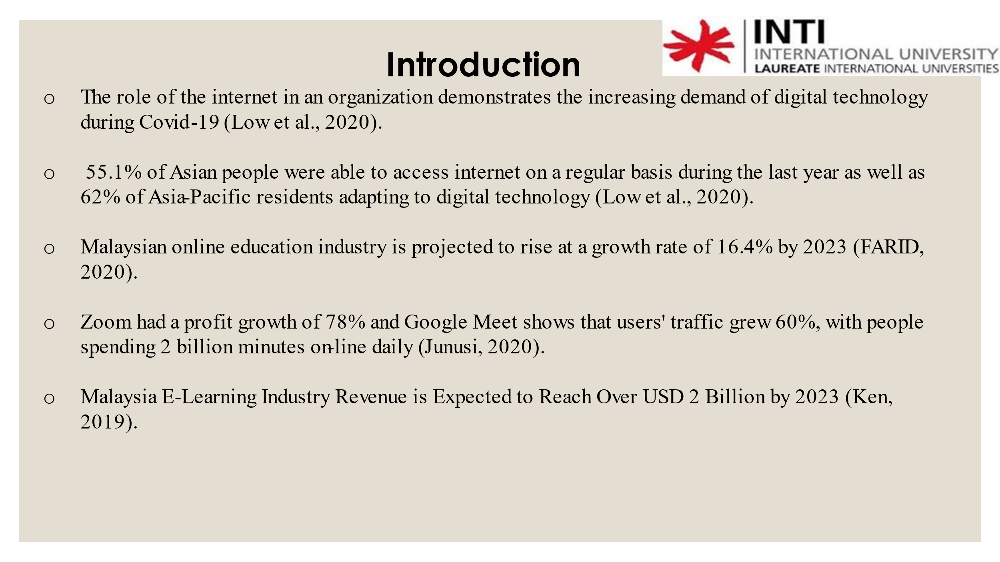 INTI
INTERNATIONAL UNIVERSITY
LAUREATE INTERNATIONAL UNIVERSITIES
Introduction
o The role of the internet in an organization demonstrates the increasing demand of digital technology
during Covid-19 (Low et al., 2020).
o 55.1% of Asian people were able to access internet on a regular basis during the last year as well as
62% of Asia-Pacific residents adapting to digital technology (Low et al., 2020).
o Malaysian online education industry is projected to rise at a growth rate of 16.4% by 2023 (FARID,
2020).
o Zoom had a profit growth of 78% and Google Meet shows that users' traffic grew 60%, with people
spending 2 billion minutes on-line daily (Junusi, 2020).
o Malaysia E-Learning Industry Revenue is Expected to Reach Over USD 2 Billion by 2023 (Ken,
2019).